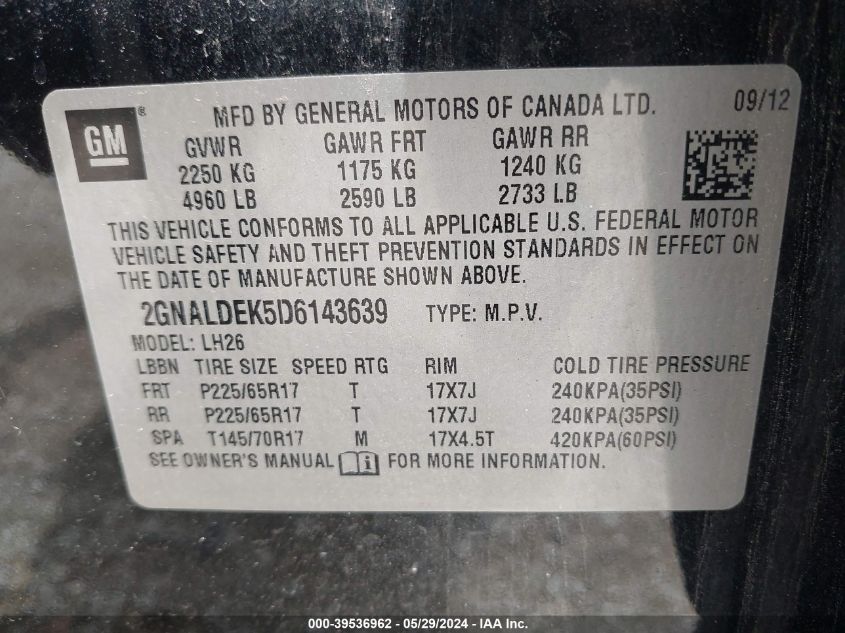 GM ® MFD BY GENERAL MOTORS OF CANADA LTD. 09/12
GVWR GAWR FRT GAWR RR
2250 KG 1175 KG 1240 KG
4960 LB 2590 LB 2733 LB
THIS VEHICLE CONFORMS TO ALL APPLICABLE U.S. FEDERAL MOTOR
VEHICLE SAFETY AND THEFT PREVENTION STANDARDS IN EFFECT ON
THE DATE OF MANUFACTURE SHOWN ABOVE.
2GNALDEK5D6143639 TYPE: M.P.V.
MODEL: LH26
LBBN TIRE SIZE SPEED RTG RIM COLD TIRE PRESSURE
FRT P225/65R17 T 17X7J 240KPA(35PSI)
RR P225/65R17 T 17X7J 240KPA(35PSI)
SPA T145/70R17 M 17X4.5T 420KPA(60PSI)
SEE OWNER'S MANUAL i FOR MORE INFORMATION.
000-39536962 - 05/29/2024 - IAA Inc.